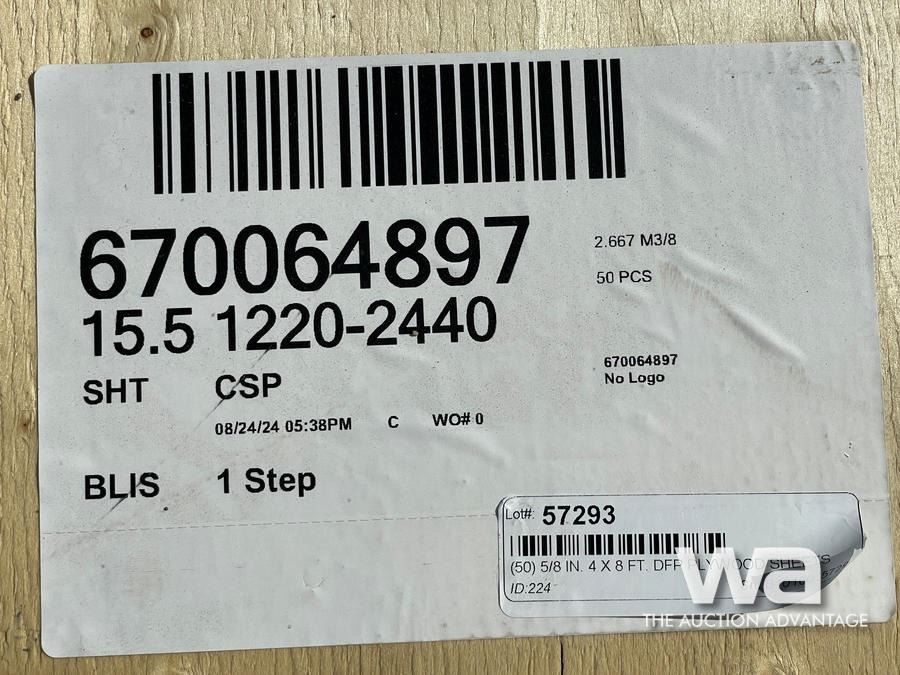 670064897
2.667 M3/8
50 PCS
15.5 1220-2440
SHT CSP
670064897
No Logo
08/24/24 05:38PM C WO# 0
BLIS 1 Step
Lot#: 57293
(50) 5/8 IN. 4 X 8 FT. DFP PLYWOOD SHEETS
ID:224
wa
THE AUCTION ADVANTAGE